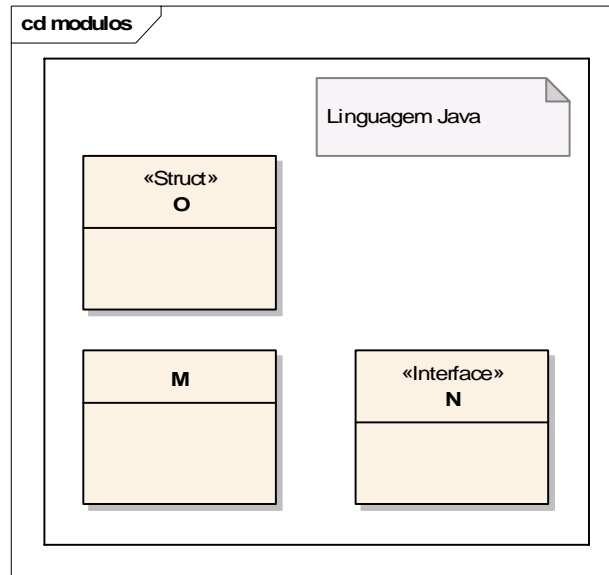 cd modulos
Linguagem Java
«Struct»
O
M
«Interface»
N